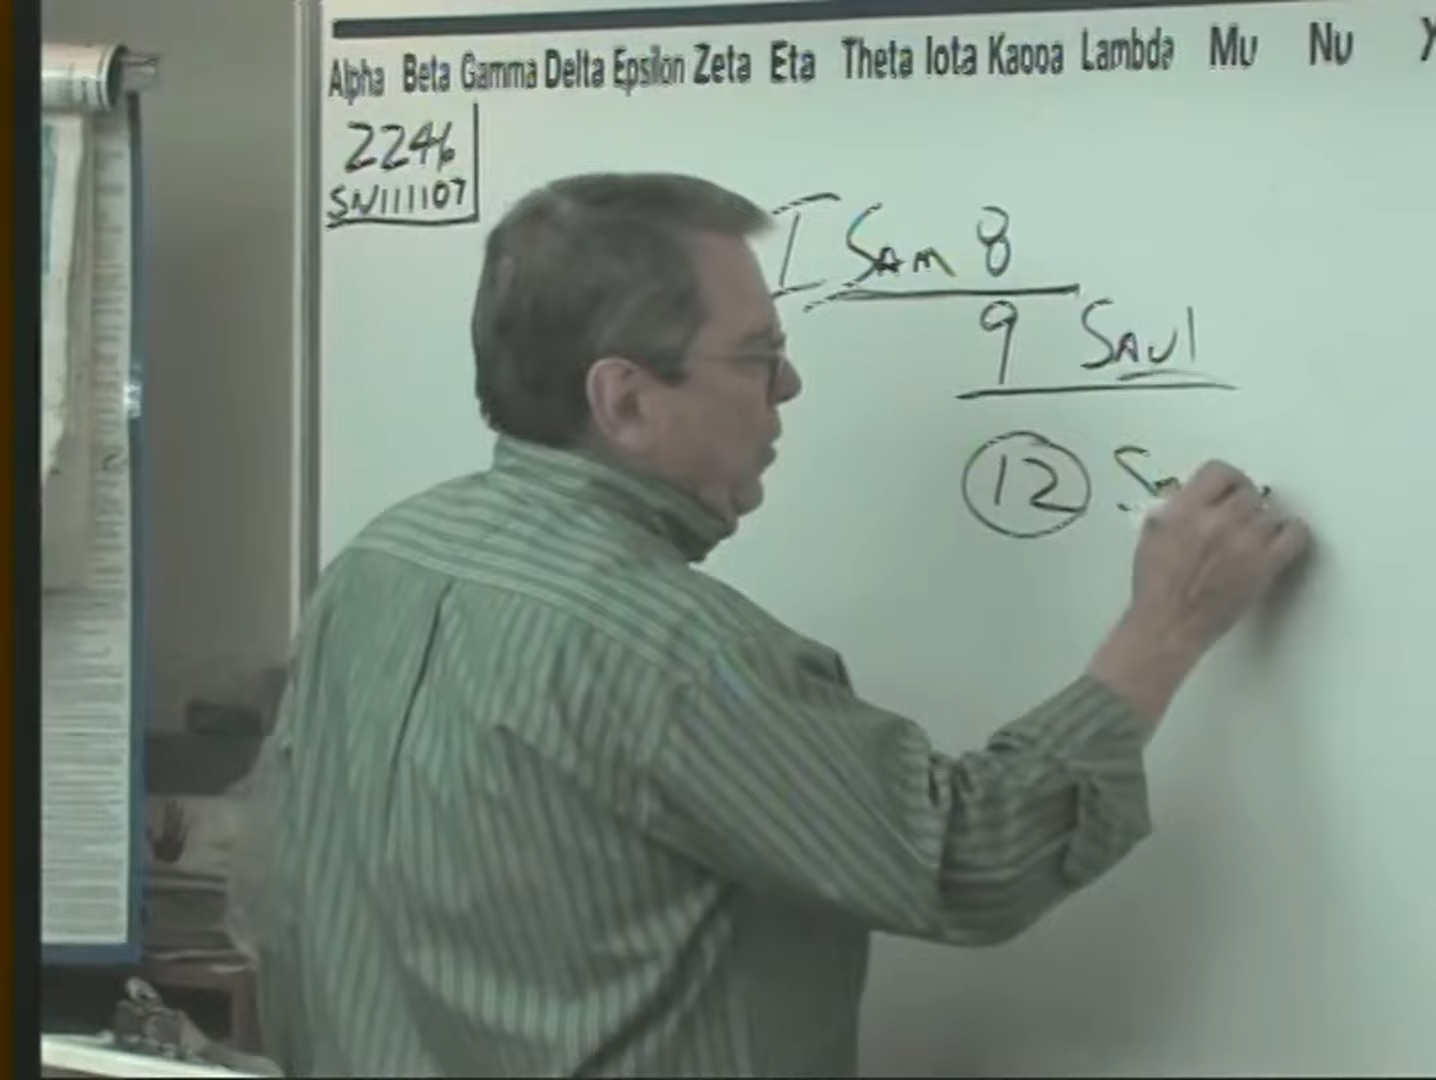 Alpha Beta Gamma Delta Epsilon Zeta Eta Theta Iota Kaooa Lambda Mu Nu
2246
SN111107
I Sam 8
9 Saul
12